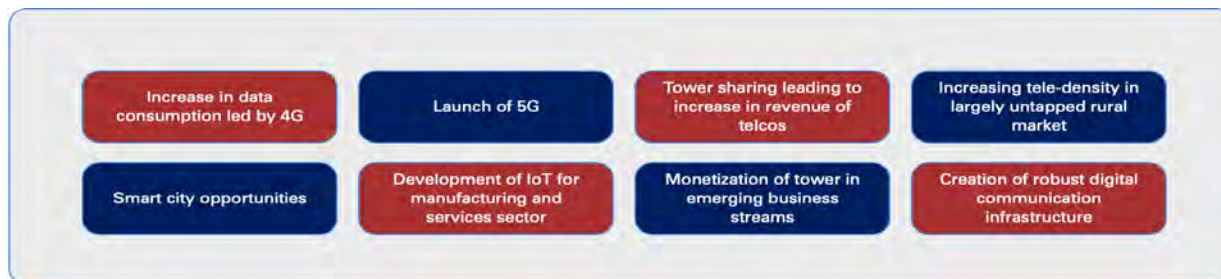 Increase in data
consumption led by 4G
Launch of 5G
Tower sharing leading to
increase in revenue of
telcos
Increasing tele-density in
largely untapped rural
market
Smart city opportunities
Development of IoT for
manufacturing and
services sector
Monetization of tower in
emerging business
streams
Creation of robust digital
communication
infrastructure